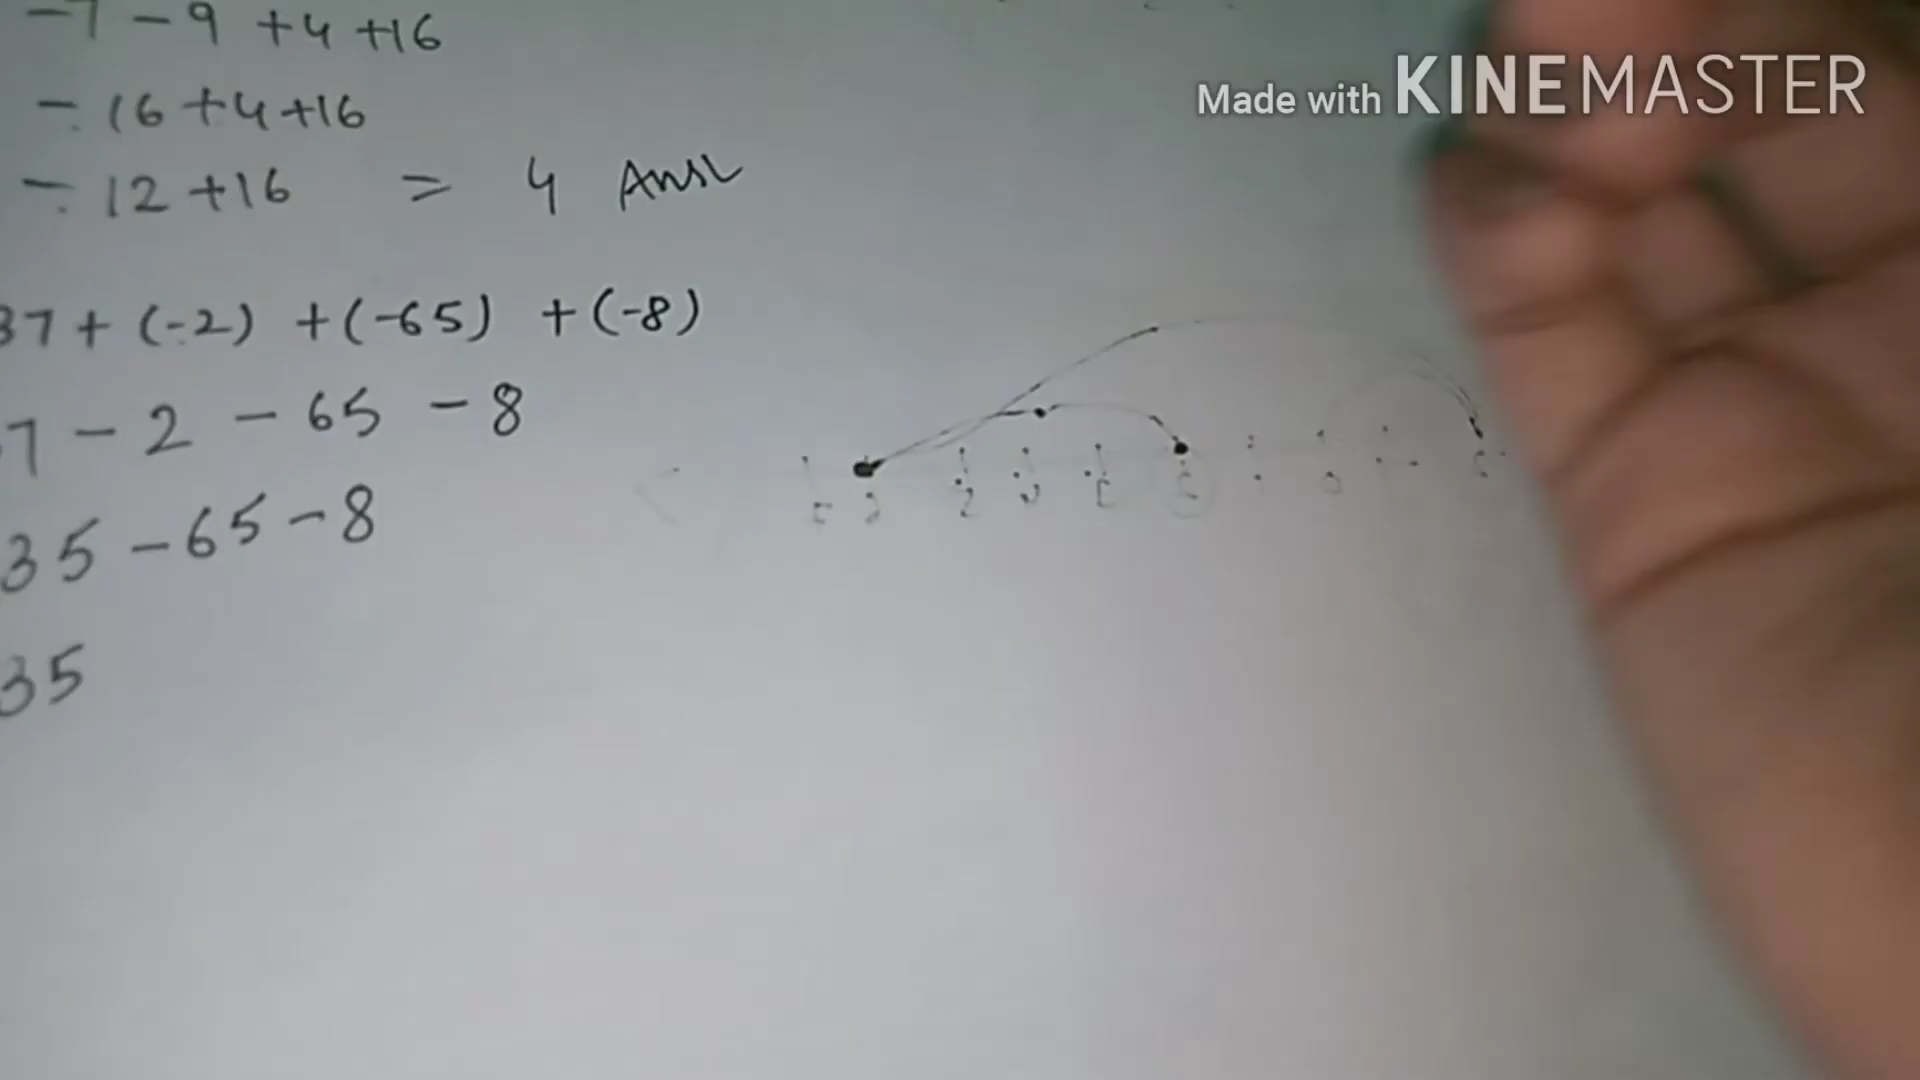 -7 - 9 + 4 + 16
Made with KINEMASTER
- 16 + 4 + 16
- 12 + 16 = 4 Ans
37 + (-2) + (-65) + (-8)
7 - 2 - 65 - 8
35 - 65 - 8
35